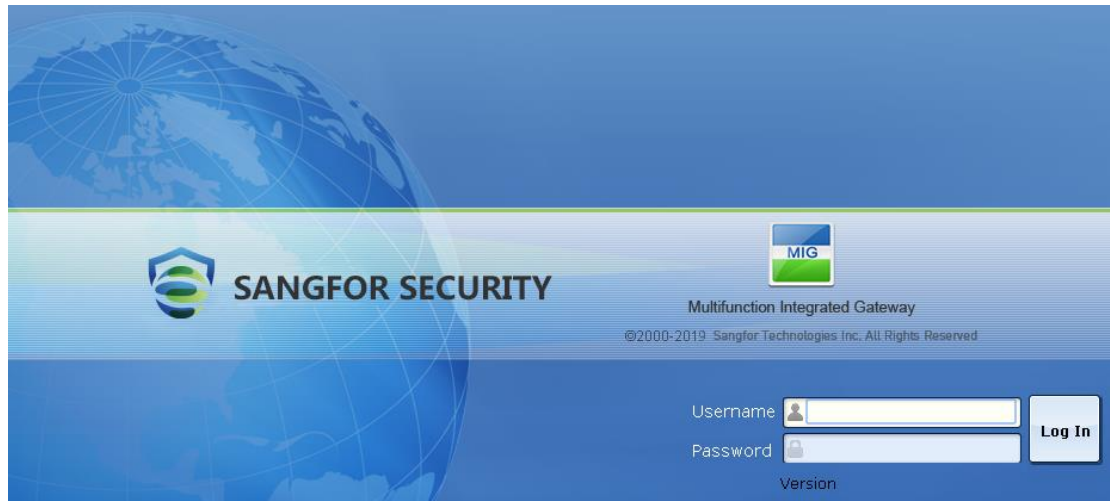 MIG
SANGFOR SECURITY
Multifunction Integrated Gateway
©2000-2019 Sangfor Technologies Inc. All Rights Reserved
Username
Password
Log In
Version